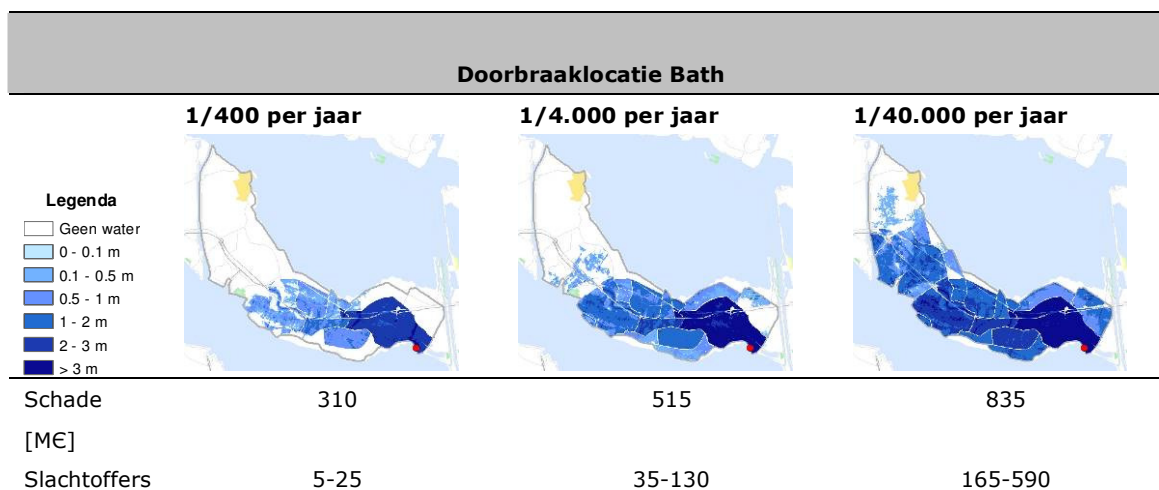 Doorbraaklocatie Bath
1/400 per jaar 1/4.000 per jaar 1/40.000 per jaar
Legenda
Geen water
0 - 0.1 m
0.1 - 0.5 m
0.5 - 1 m
1 - 2 m
2 - 3 m
> 3 m
Schade 310 515 835
[M€]
Slachtoffers 5-25 35-130 165-590